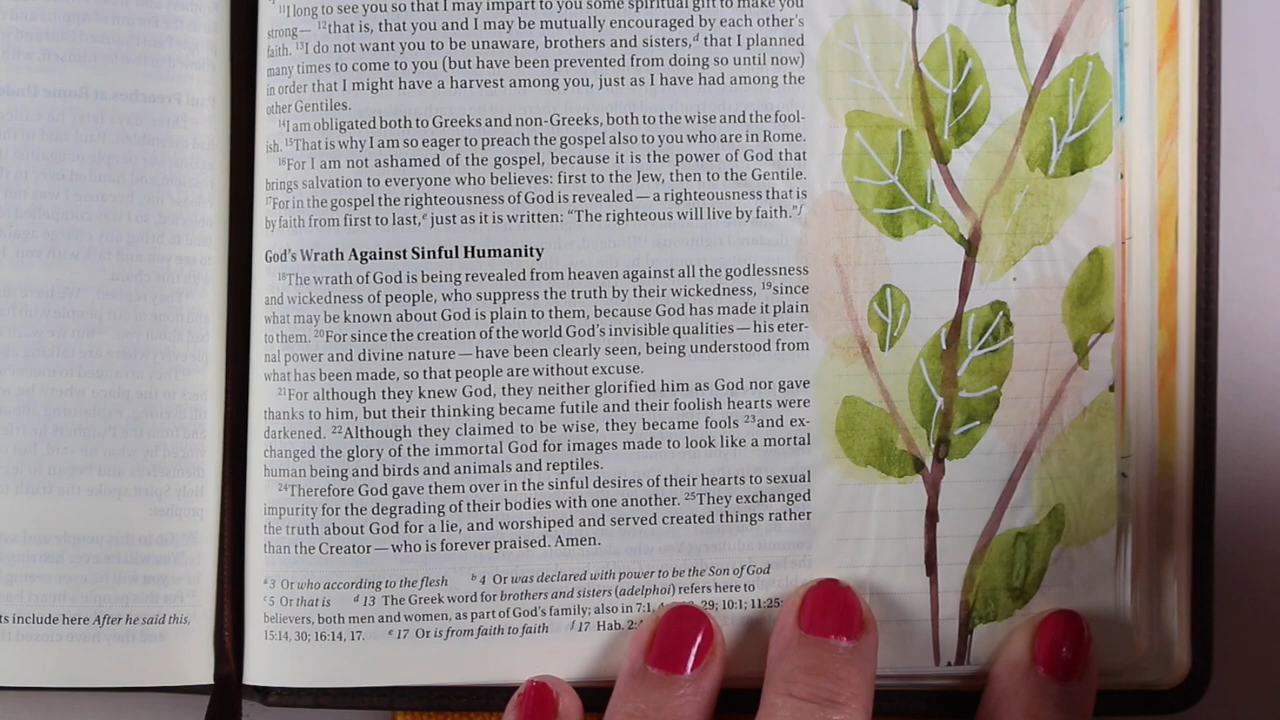 ts include here After he said,
¹¹I long to see you so that I may impart to you some spiritual gift to make you
strong— ¹²that is, that you and I may be mutually encouraged by each other's
faith. ¹³I do not want you to be unaware, brothers and sisters,ᵈ that I planned
many times to come to you (but have been prevented from doing so until now)
in order that I might have a harvest among you, just as I have had among the
other Gentiles.
¹⁴I am obligated both to Greeks and non-Greeks, both to the wise and the fool-
ish. ¹⁵That is why I am so eager to preach the gospel also to you who are in Rome.
¹⁶For I am not ashamed of the gospel, because it is the power of God that
brings salvation to everyone who believes: first to the Jew, then to the Gentile.
¹⁷For in the gospel the righteousness of God is revealed — a righteousness that is
by faith from first to last,ᵉ just as it is written: "The righteous will live by faith."ᶠ
God's Wrath Against Sinful Humanity
¹⁸The wrath of God is being revealed from heaven against all the godlessness
and wickedness of people, who suppress the truth by their wickedness, ¹⁹since
what may be known about God is plain to them, because God has made it plain
to them. ²⁰For since the creation of the world God's invisible qualities — his eter-
nal power and divine nature — have been clearly seen, being understood from
what has been made, so that people are without excuse.
²¹For although they knew God, they neither glorified him as God nor gave
thanks to him, but their thinking became futile and their foolish hearts were
darkened. ²²Although they claimed to be wise, they became fools ²³and ex-
changed the glory of the immortal God for images made to look like a mortal
human being and birds and animals and reptiles.
²⁴Therefore God gave them over in the sinful desires of their hearts to sexual
impurity for the degrading of their bodies with one another. ²⁵They exchanged
the truth about God for a lie, and worshiped and served created things rather
than the Creator — who is forever praised. Amen.
ᵃ3 Or who according to the flesh ᵇ4 Or was declared with power to be the Son of God
ᶜ5 Or that is ᵈ13 The Greek word for brothers and sisters (adelphoi) refers here to
believers, both men and women, as part of God's family; also in 7:1, 29; 10:1; 11:25;
15:14, 30; 16:14, 17. ᵉ17 Or is from faith to faith ᶠ17 Hab. 2: